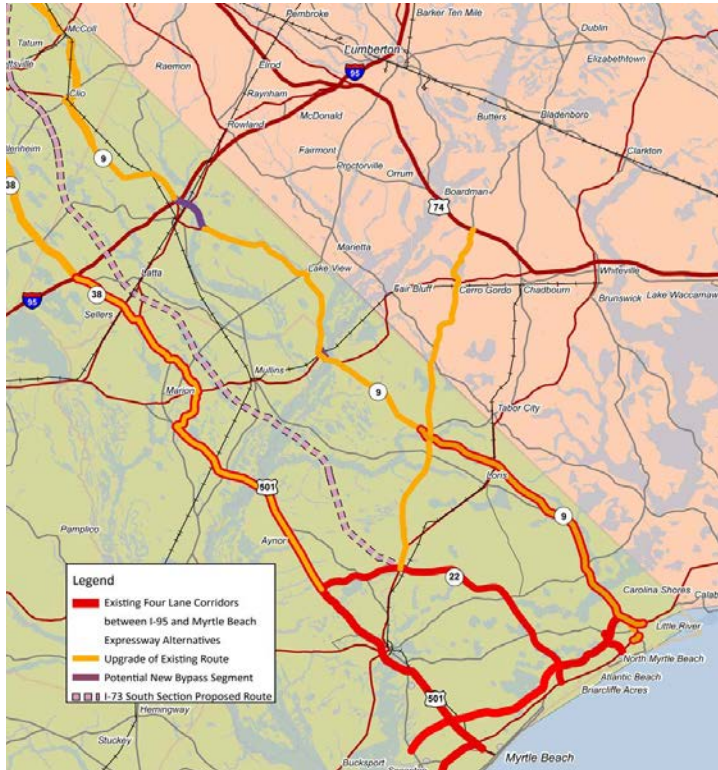 Pembroke
Barker Ten Mile
McColl
Tatum
Dublin
Lumberton
Elizabethtown
Raemon
Elrod
95
Raynham
Clio
McDonald
Butters
Bladenboro
Rowland
Fairmont
Clarkton
9
Proctorville
Orrum
Boardman
38
74
Marietta
Lake View
Whiteville
Latta
Fair Bluff
Cerro Gordo
Chadbourn
38
Brunswick
Lake Waccamaw
95
Sellers
Mullins
Marion
9
Tabor City
Loris
501
9
Pamplico
Aynor
22
Legend
Existing Four Lane Corridors
between I-95 and Myrtle Beach
Expressway Alternatives
Upgrade of Existing Route
Potential New Bypass Segment
I-73 South Section Proposed Route
Carolina Shores
Calab
Little River
North Myrtle Beach
Atlantic Beach
Briarcliffe Acres
501
Hemingway
Stuckey
Bucksport
Myrtle Beach